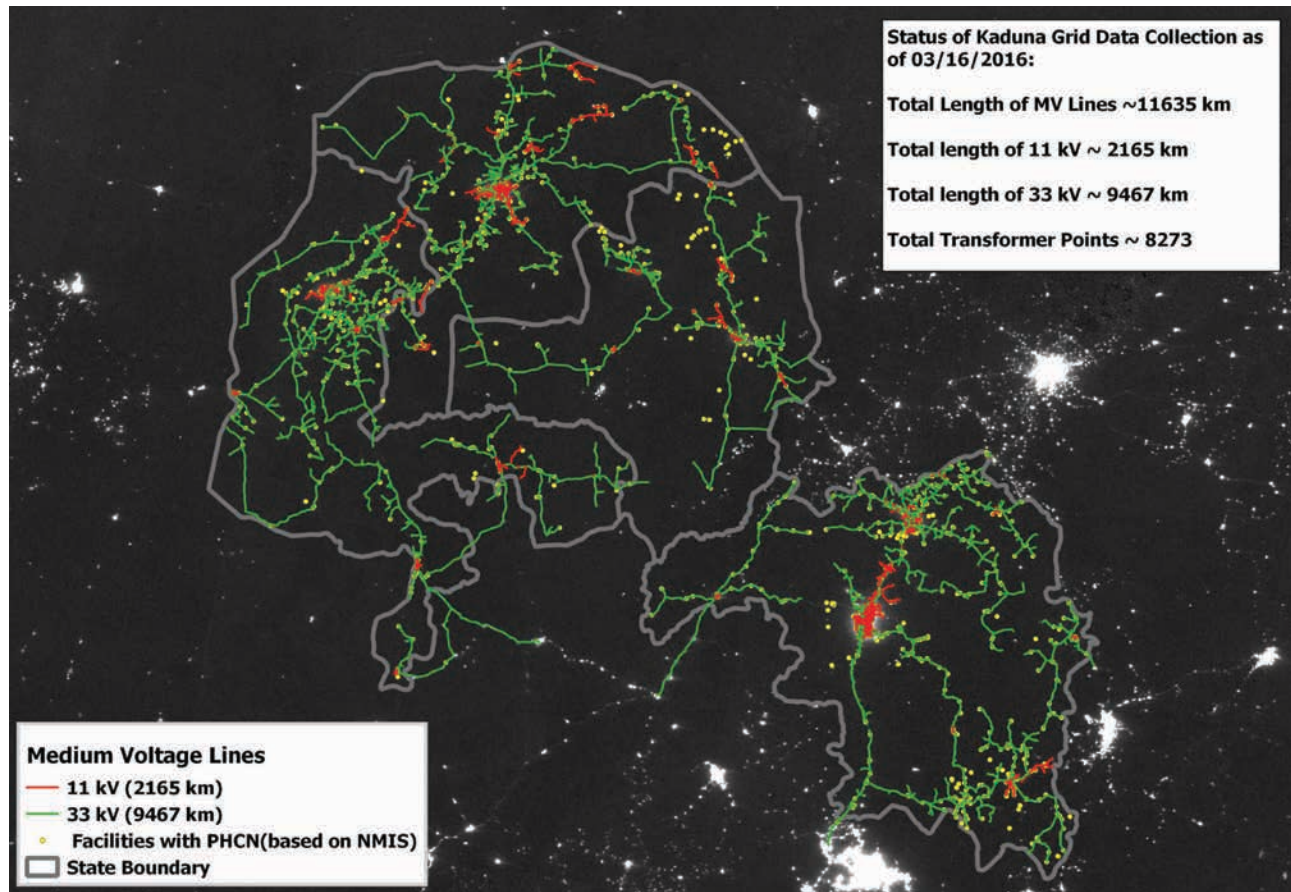 Status of Kaduna Grid Data Collection as
of 03/16/2016:
Total Length of MV Lines ~11635 km
Total length of 11 kV ~ 2165 km
Total length of 33 kV ~ 9467 km
Total Transformer Points ~ 8273
Medium Voltage Lines
11 kV (2165 km)
33 kV (9467 km)
Facilities with PHCN(based on NMIS)
State Boundary